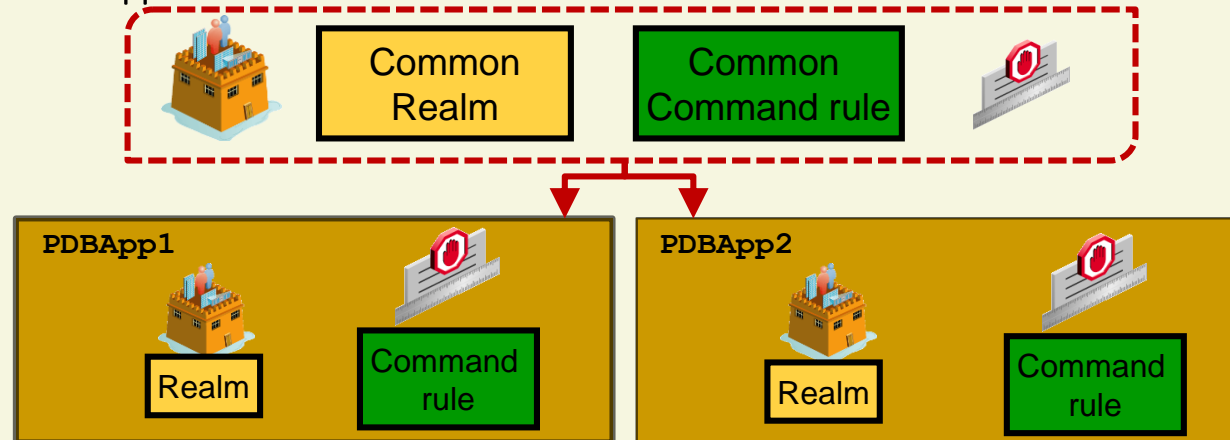 Common
Realm
Common
Command rule
PDBApp1
Realm
Command
rule
PDBApp2
Realm
Command
rule